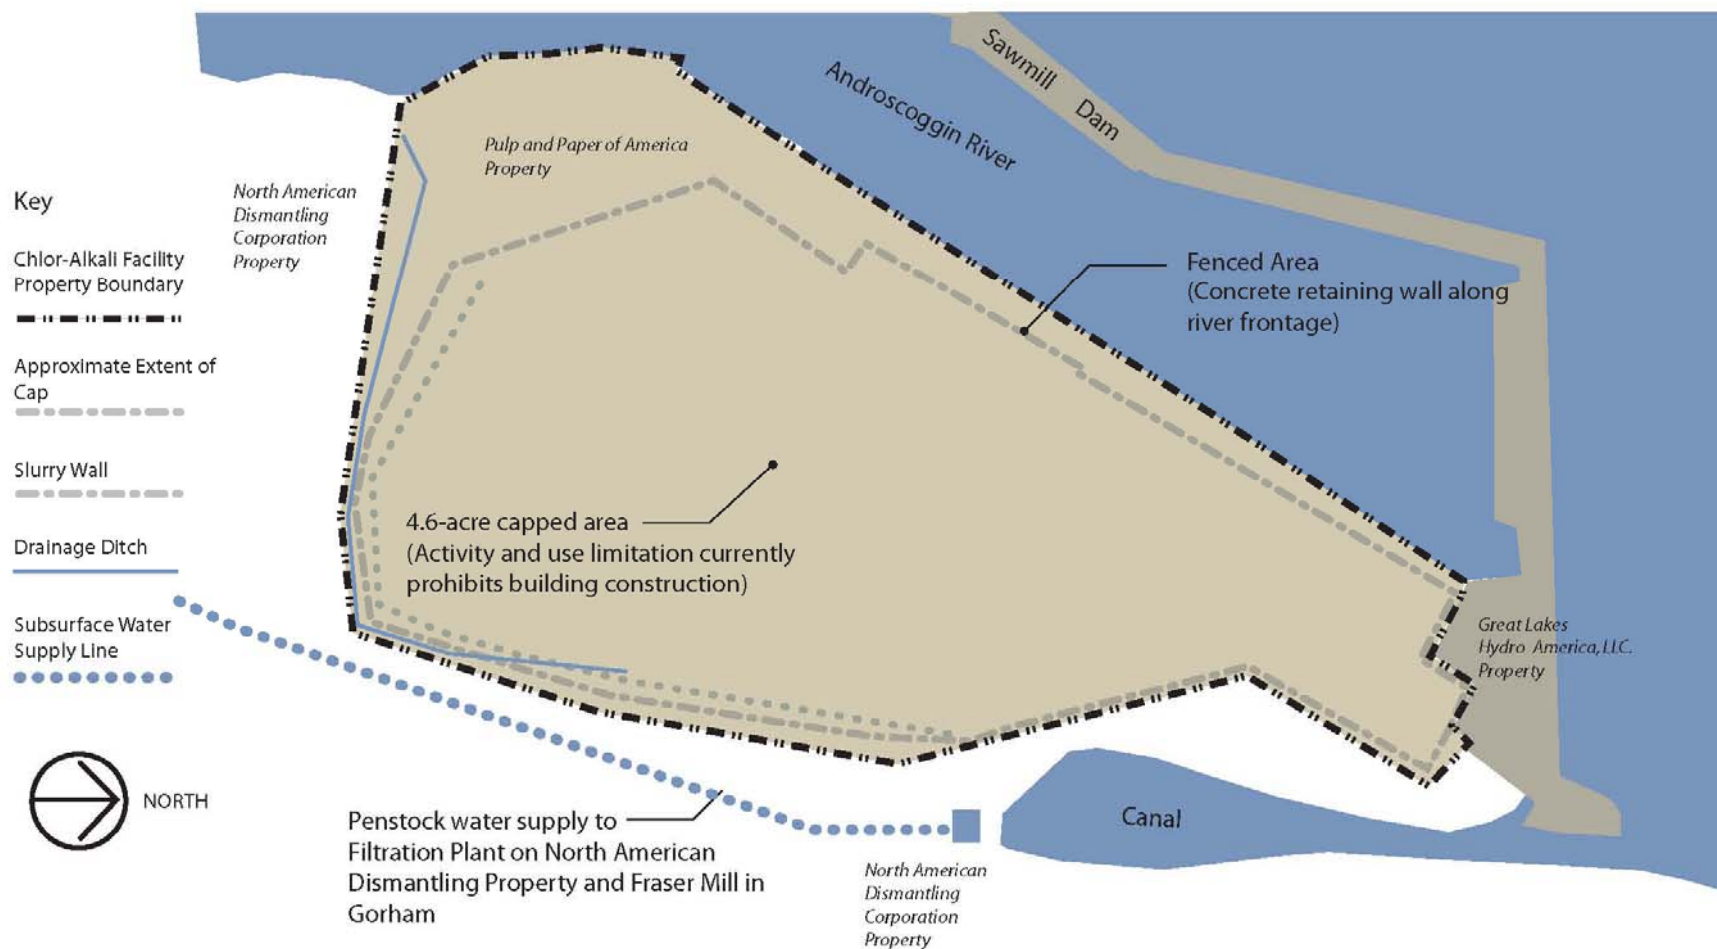 Sawmill Dam
Androscoggin River
Pulp and Paper of America
Property
North American
Dismantling
Corporation
Property
Key
Chlor-Alkali Facility
Property Boundary
Approximate Extent of
Cap
Slurry Wall
Drainage Ditch
Subsurface Water
Supply Line
NORTH
Fenced Area
(Concrete retaining wall along
river frontage)
4.6-acre capped area
(Activity and use limitation currently
prohibits building construction)
Great Lakes
Hydro America, LLC.
Property
Penstock water supply to
Filtration Plant on North American
Dismantling Property and Fraser Mill in
Gorham
Canal
North American
Dismantling
Corporation
Property